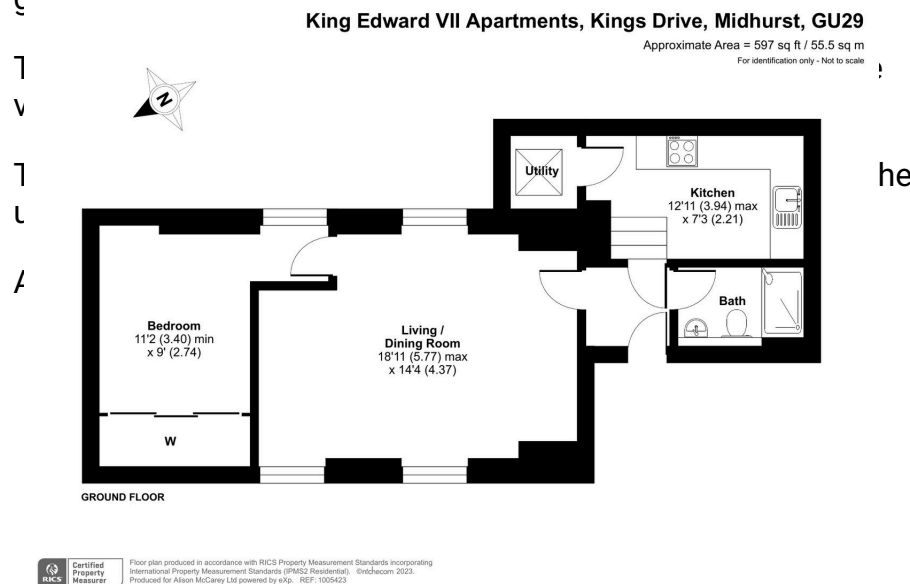 King Edward VII Apartments, Kings Drive, Midhurst, GU29
Approximate Area = 597 sq ft / 55.5 sq m
For identification only - Not to scale
he
N
Utility
Kitchen
12'11 (3.94) max
x 7'3 (2.21)
Bedroom
11'2 (3.40) min
x 9' (2.74)
Living /
Dining Room
18'11 (5.77) max
x 14'4 (4.37)
Bath
W
GROUND FLOOR
RICS
Certified
Property
Measurer
Floor plan produced in accordance with RICS Property Measurement Standards incorporating
International Property Measurement Standards (IPMS2 Residential). ©ntchecom 2023.
Produced for Alison McCarey Ltd powered by eXp. REF: 1005423